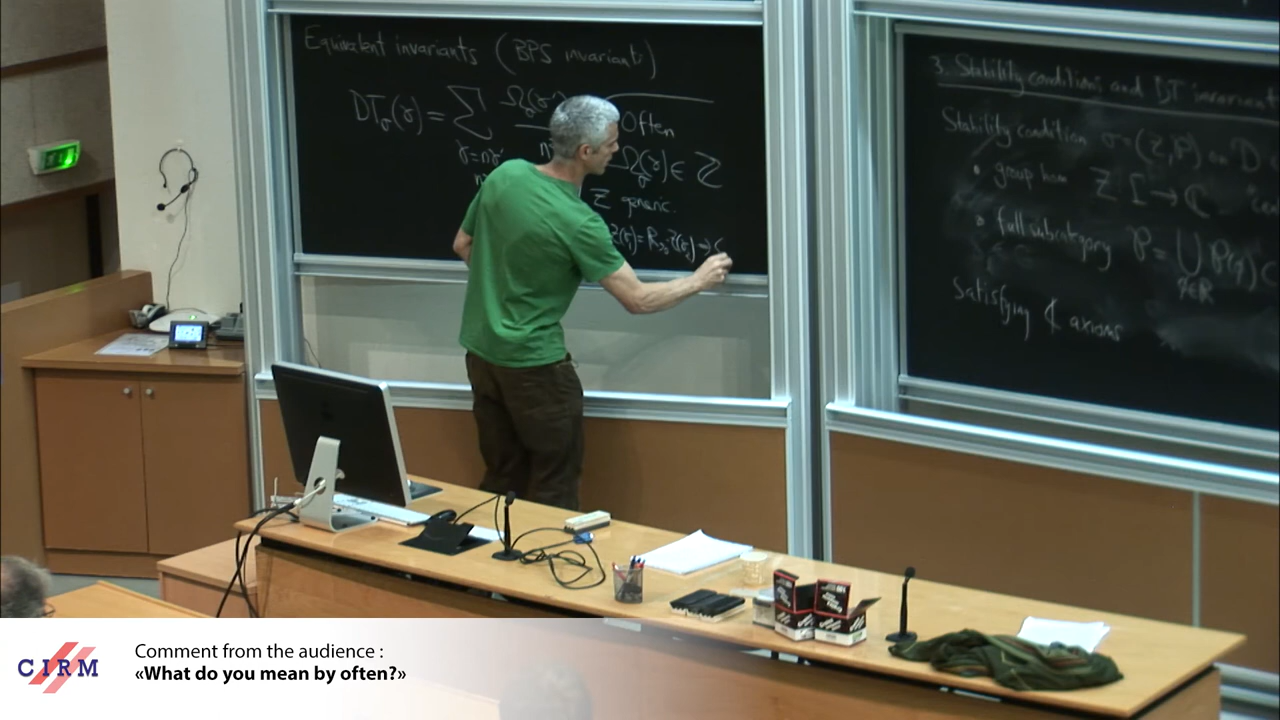 Equivalent invariants (BPS invariants)
DT_σ(γ) = ∑ Ω_σ(γ')
γ=nγ'
Often
Ω_σ(γ) ∈ ℤ
Z generic.
3. Stability conditions and DT invariants
Stability condition σ=(Z,P) on D
• group hom Z: Γ→ℂ
• full subcategory P = ⋃ P(φ) ⊂
φ∈ℝ
Satisfying 4 axioms
CIRM
Comment from the audience :
«What do you mean by often?»